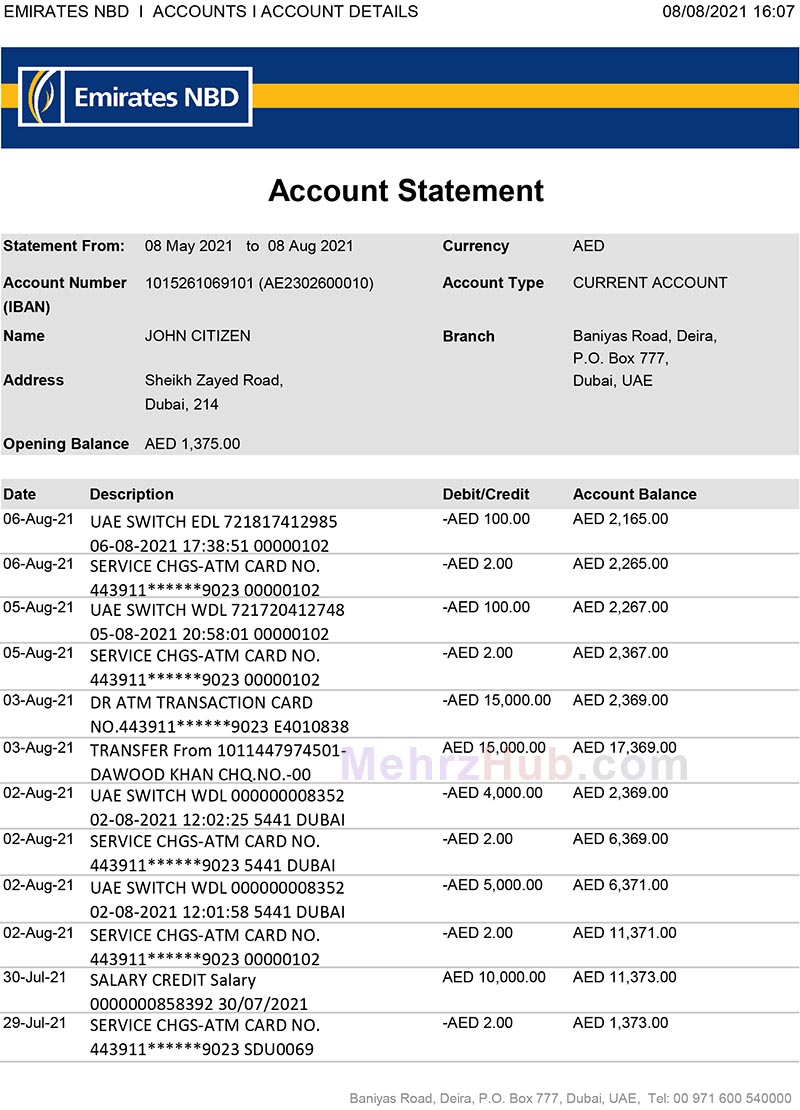 EMIRATES NBD I ACCOUNTS I ACCOUNT DETAILS 08/08/2021 16:07
Emirates NBD
Account Statement
Statement From: 08 May 2021 to 08 Aug 2021 Currency AED
Account Number 1015261069101 (AE2302600010) Account Type CURRENT ACCOUNT
(IBAN)
Name JOHN CITIZEN Branch Baniyas Road, Deira,
P.O. Box 777,
Address Sheikh Zayed Road, Dubai, UAE
Dubai, 214
Opening Balance AED 1,375.00
Date Description Debit/Credit Account Balance
06-Aug-21 UAE SWITCH EDL 721817412985 -AED 100.00 AED 2,165.00
06-08-2021 17:38:51 00000102
06-Aug-21 SERVICE CHGS-ATM CARD NO. -AED 2.00 AED 2,265.00
443911******9023 00000102
05-Aug-21 UAE SWITCH WDL 721720412748 -AED 100.00 AED 2,267.00
05-08-2021 20:58:01 00000102
05-Aug-21 SERVICE CHGS-ATM CARD NO. -AED 2.00 AED 2,367.00
443911******9023 00000102
03-Aug-21 DR ATM TRANSACTION CARD -AED 15,000.00 AED 2,369.00
NO.443911******9023 E4010838
03-Aug-21 TRANSFER From 1011447974501- AED 15,000.00 AED 17,369.00
DAWOOD KHAN CHQ.NO.-00
MehrzHub.com
02-Aug-21 UAE SWITCH WDL 000000008352 -AED 4,000.00 AED 2,369.00
02-08-2021 12:02:25 5441 DUBAI
02-Aug-21 SERVICE CHGS-ATM CARD NO. -AED 2.00 AED 6,369.00
443911******9023 5441 DUBAI
02-Aug-21 UAE SWITCH WDL 000000008352 -AED 5,000.00 AED 6,371.00
02-08-2021 12:01:58 5441 DUBAI
02-Aug-21 SERVICE CHGS-ATM CARD NO. -AED 2.00 AED 11,371.00
443911******9023 00000102
30-Jul-21 SALARY CREDIT Salary AED 10,000.00 AED 11,373.00
0000000858392 30/07/2021
29-Jul-21 SERVICE CHGS-ATM CARD NO. -AED 2.00 AED 1,373.00
443911******9023 SDU0069
Baniyas Road, Deira, P.O. Box 777, Dubai, UAE, Tel: 00 971 600 540000